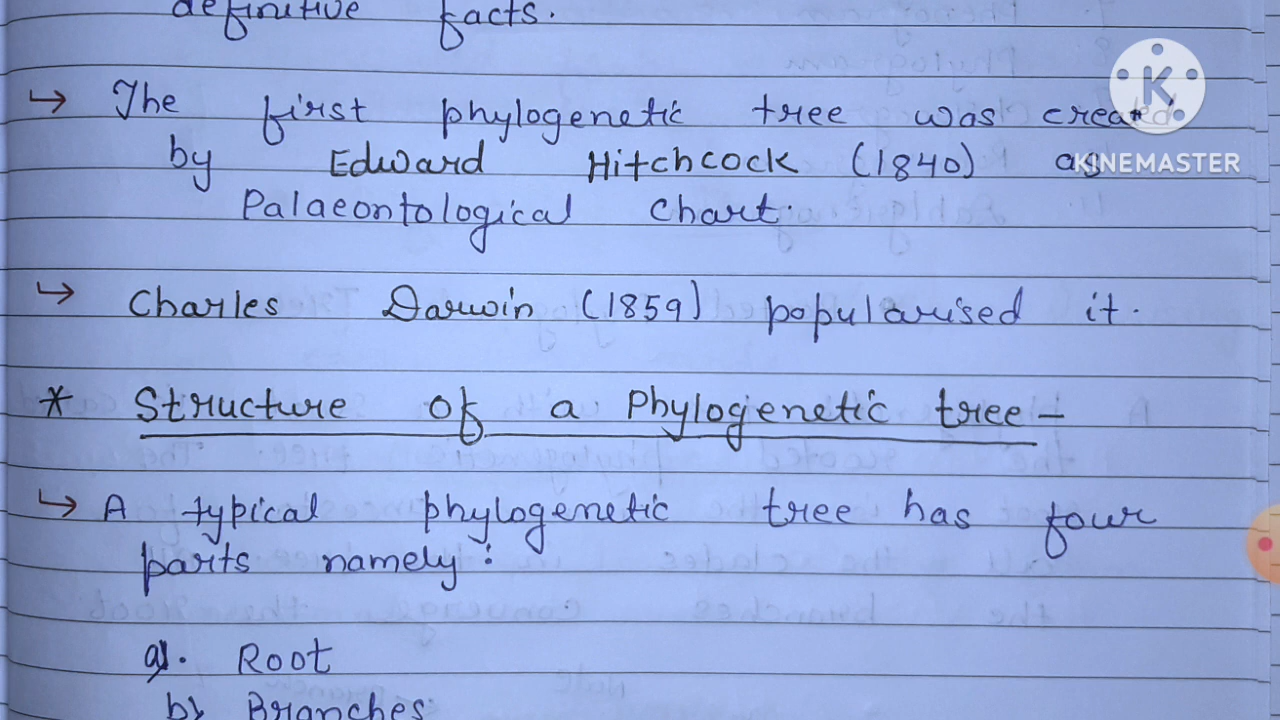 definitive facts.
↪ The first phylogenetic tree was created
by Edward Hitchcock (1840) as
Palaeontological chart.
↪ Charles Darwin (1859) popularised it.
* Structure of a Phylogenetic tree –
↪ A typical phylogenetic tree has four
parts namely:
a). Root
b) Branches
K
KINEMASTER